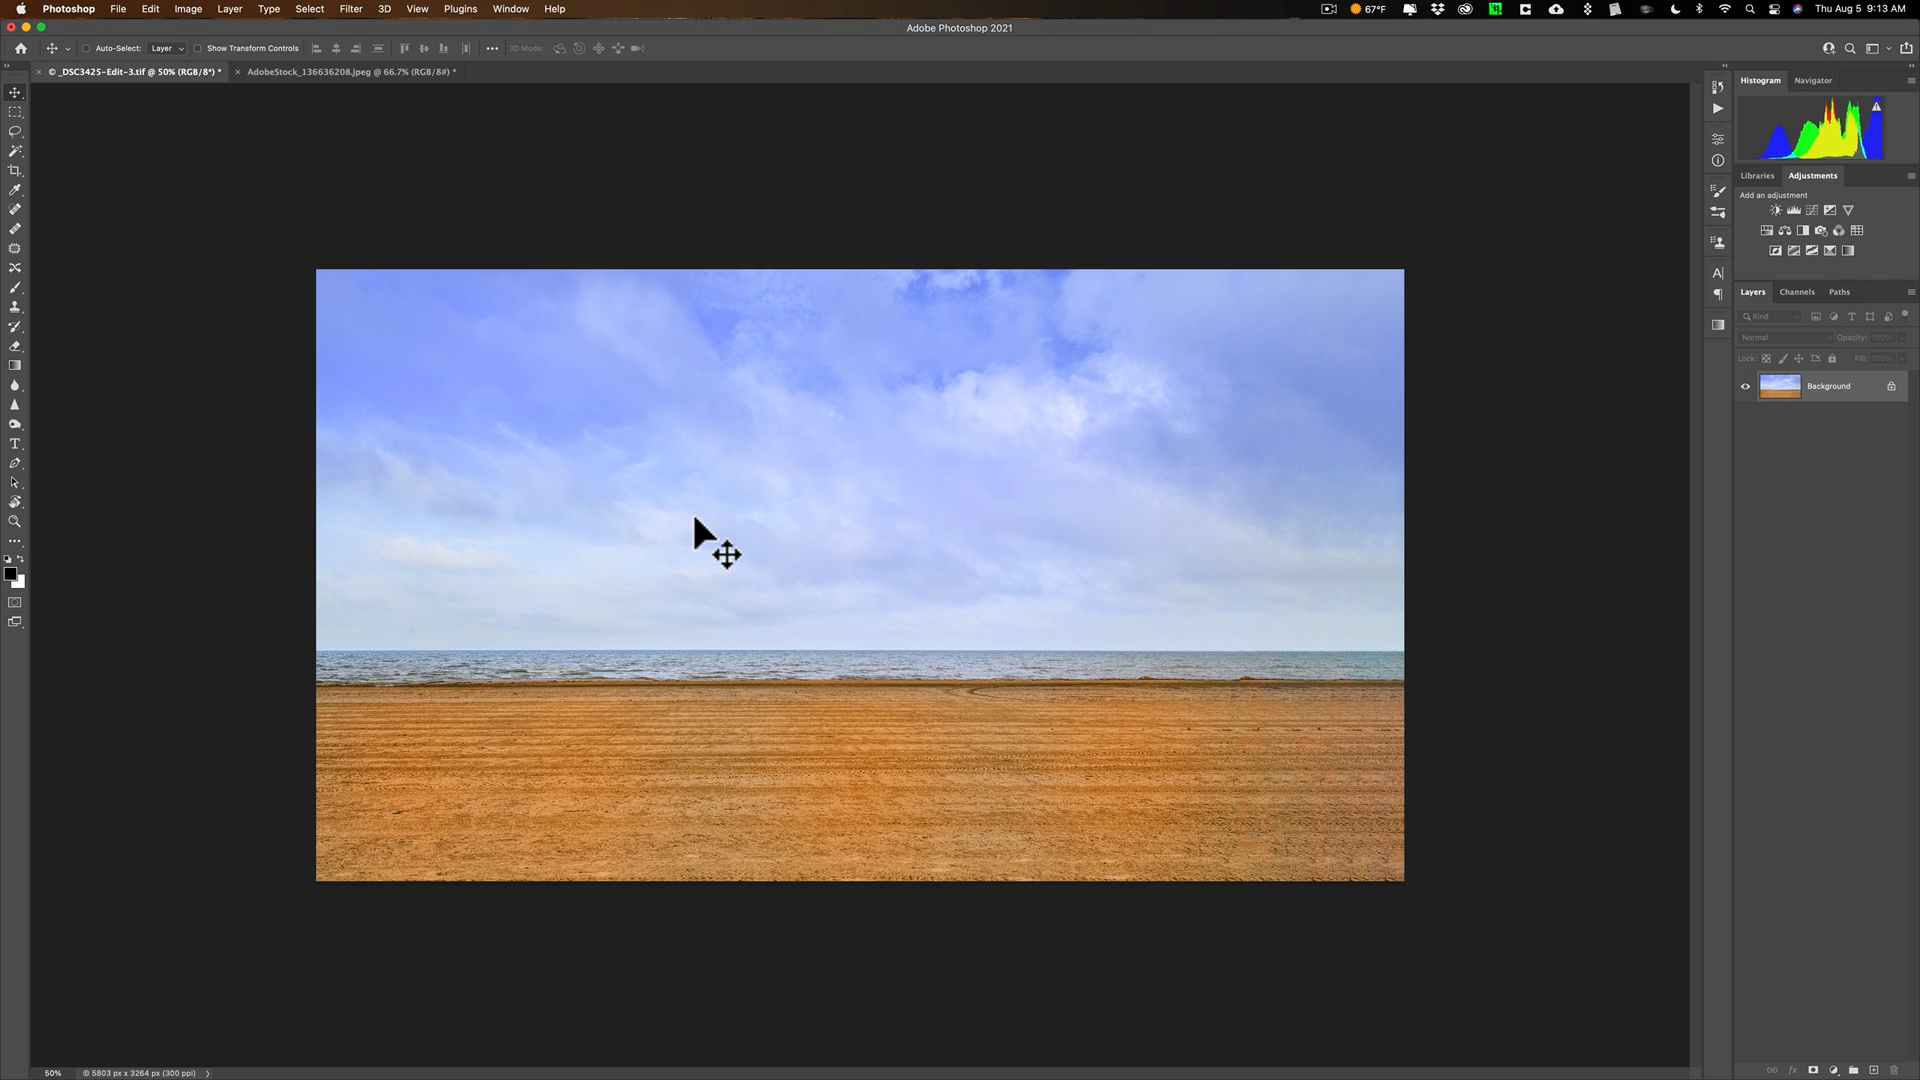 Photoshop File Edit Image Layer Type Select Filter 3D View Plugins Window Help 67°F Thu Aug 5 9:13 AM
Adobe Photoshop 2021
Auto-Select: Layer Show Transform Controls 3D Mode:
© _DSC3425-Edit-3.tif @ 50% (RGB/8*) * AdobeStock_136636208.jpeg @ 66.7% (RGB/8#) *
Histogram Navigator
Libraries Adjustments
Add an adjustment
Layers Channels Paths
Kind
Normal Opacity: 100%
Lock: Fill: 100%
Background
50% 5803 px x 3264 px (300 ppi)